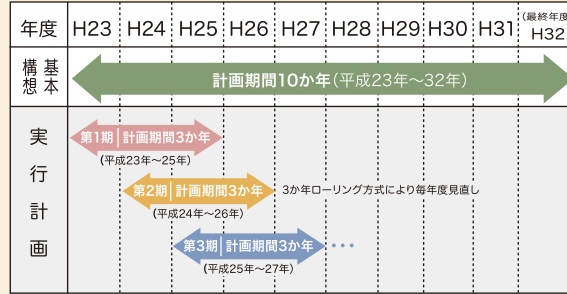 年度 H23 H24 H25 H26 H27 H28 H29 H30 H31 (最終年度) H32
基本構想
計画期間10か年(平成23年～32年)
実行計画
第1期 計画期間3か年
(平成23年～25年)
第2期 計画期間3か年
3か年ローリング方式により毎年度見直し
(平成24年～26年)
第3期 計画期間3か年 ・・・
(平成25年～27年)